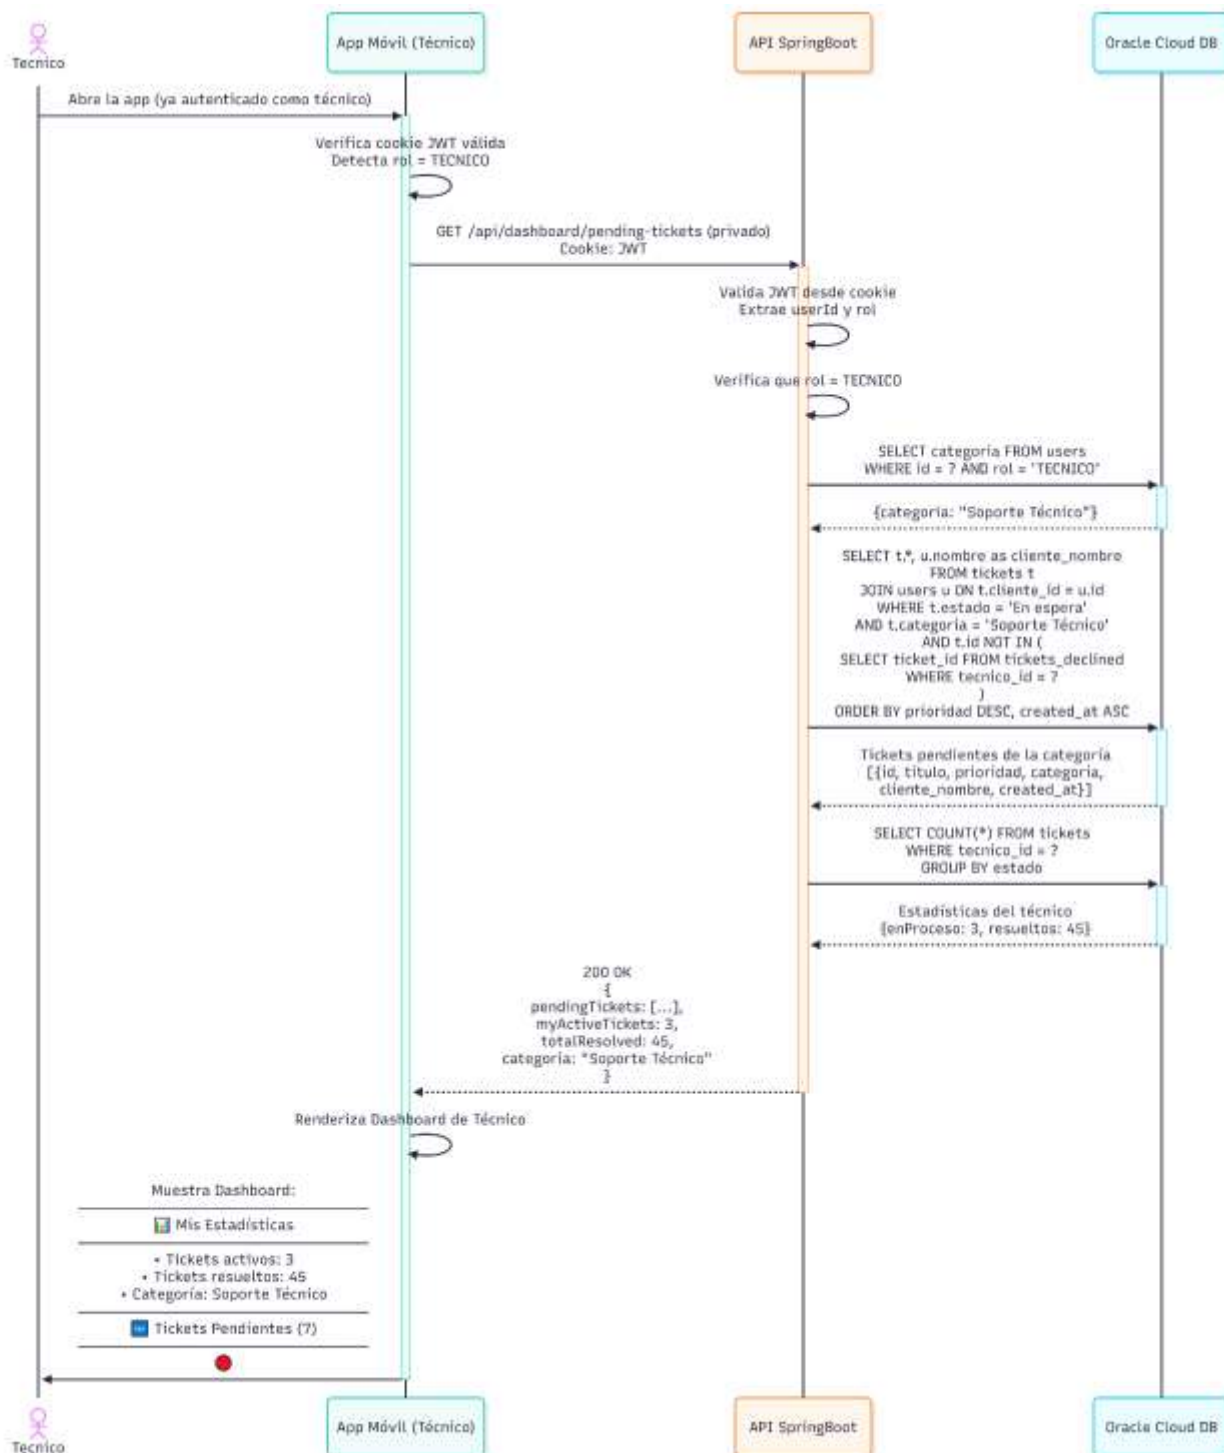 Tecnico
App Móvil (Técnico)
API SpringBoot
Oracle Cloud DB
Abre la app (ya autenticado como técnico)
Verifica cookie JWT válida
Detecta rol = TECNICO
GET /api/dashboard/pending-tickets (privado)
Cookie: JWT
Valida JWT desde cookie
Extrae userId y rol
Verifica que rol = TECNICO
SELECT categoria FROM users
WHERE id = ? AND rol = 'TECNICO'
{categoria: "Soporte Técnico"}
SELECT t.*, u.nombre as cliente_nombre
FROM tickets t
JOIN users u ON t.cliente_id = u.id
WHERE t.estado = 'En espera'
AND t.categoria = 'Soporte Técnico'
AND t.id NOT IN (
SELECT ticket_id FROM tickets_declined
WHERE tecnico_id = ?
)
ORDER BY prioridad DESC, created_at ASC
Tickets pendientes de la categoría
[{id, titulo, prioridad, categoria,
cliente_nombre, created_at}]
SELECT COUNT(*) FROM tickets
WHERE tecnico_id = ?
GROUP BY estado
Estadísticas del técnico
{enProceso: 3, resueltos: 45}
200 OK
{
pendingTickets: [...],
myActiveTickets: 3,
totalResolved: 45,
categoria: "Soporte Técnico"
}
Renderiza Dashboard de Técnico
Muestra Dashboard:
📊 Mis Estadísticas
• Tickets activos: 3
• Tickets resueltos: 45
• Categoría: Soporte Técnico
Tickets Pendientes (7)
Tecnico
App Móvil (Técnico)
API SpringBoot
Oracle Cloud DB